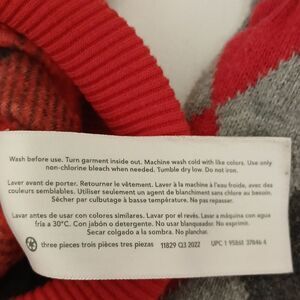 Wash before use. Turn garment inside out. Machine wash cold with like colors. Use only
non-chlorine bleach when needed. Tumble dry low. Do not iron.
Laver avant de porter. Retourner le vêtement. Laver à la machine à l'eau froide, avec des
couleurs semblables. Utiliser seulement un agent de blanchiment sans chlore au besoin.
Sécher par culbutage à basse température. Ne pas repasser.
Lavar antes de usar con colores similares. Lavar por el revés. Lavar a máquina con agua
fría a 30°C. Con jabón o detergente. No usar blanqueador. No exprimir.
Secar a la sombra. No planchar.
three pieces trois pièces tres piezas 11829 Q3 2022 UPC 1 95861 37846 4